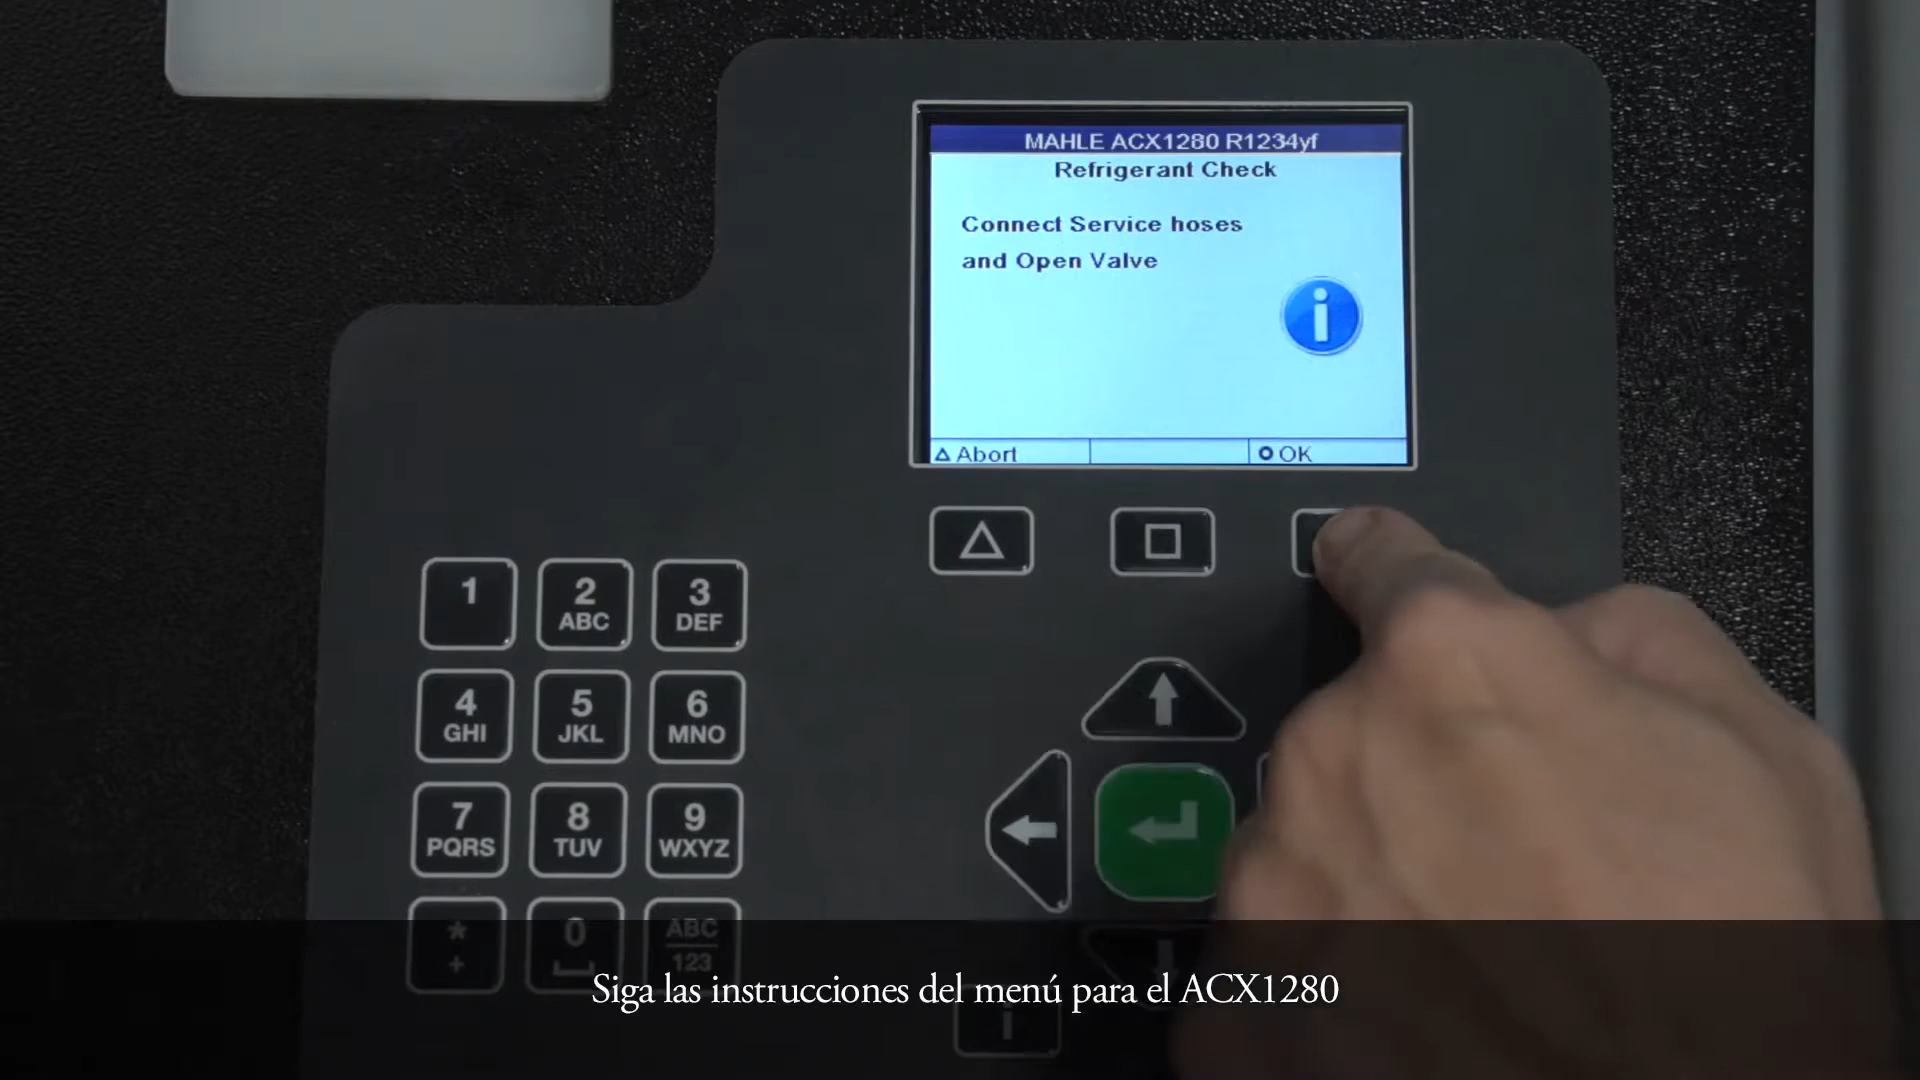 MAHLE ACX1280 R1234yf
Refrigerant Check
Connect Service hoses
and Open Valve
i
△ Abort
○ OK
1
2
ABC
3
DEF
4
GHI
5
JKL
6
MNO
7
PQRS
8
TUV
9
WXYZ
*
+
0
ABC
123
i
Siga las instrucciones del menú para el ACX1280